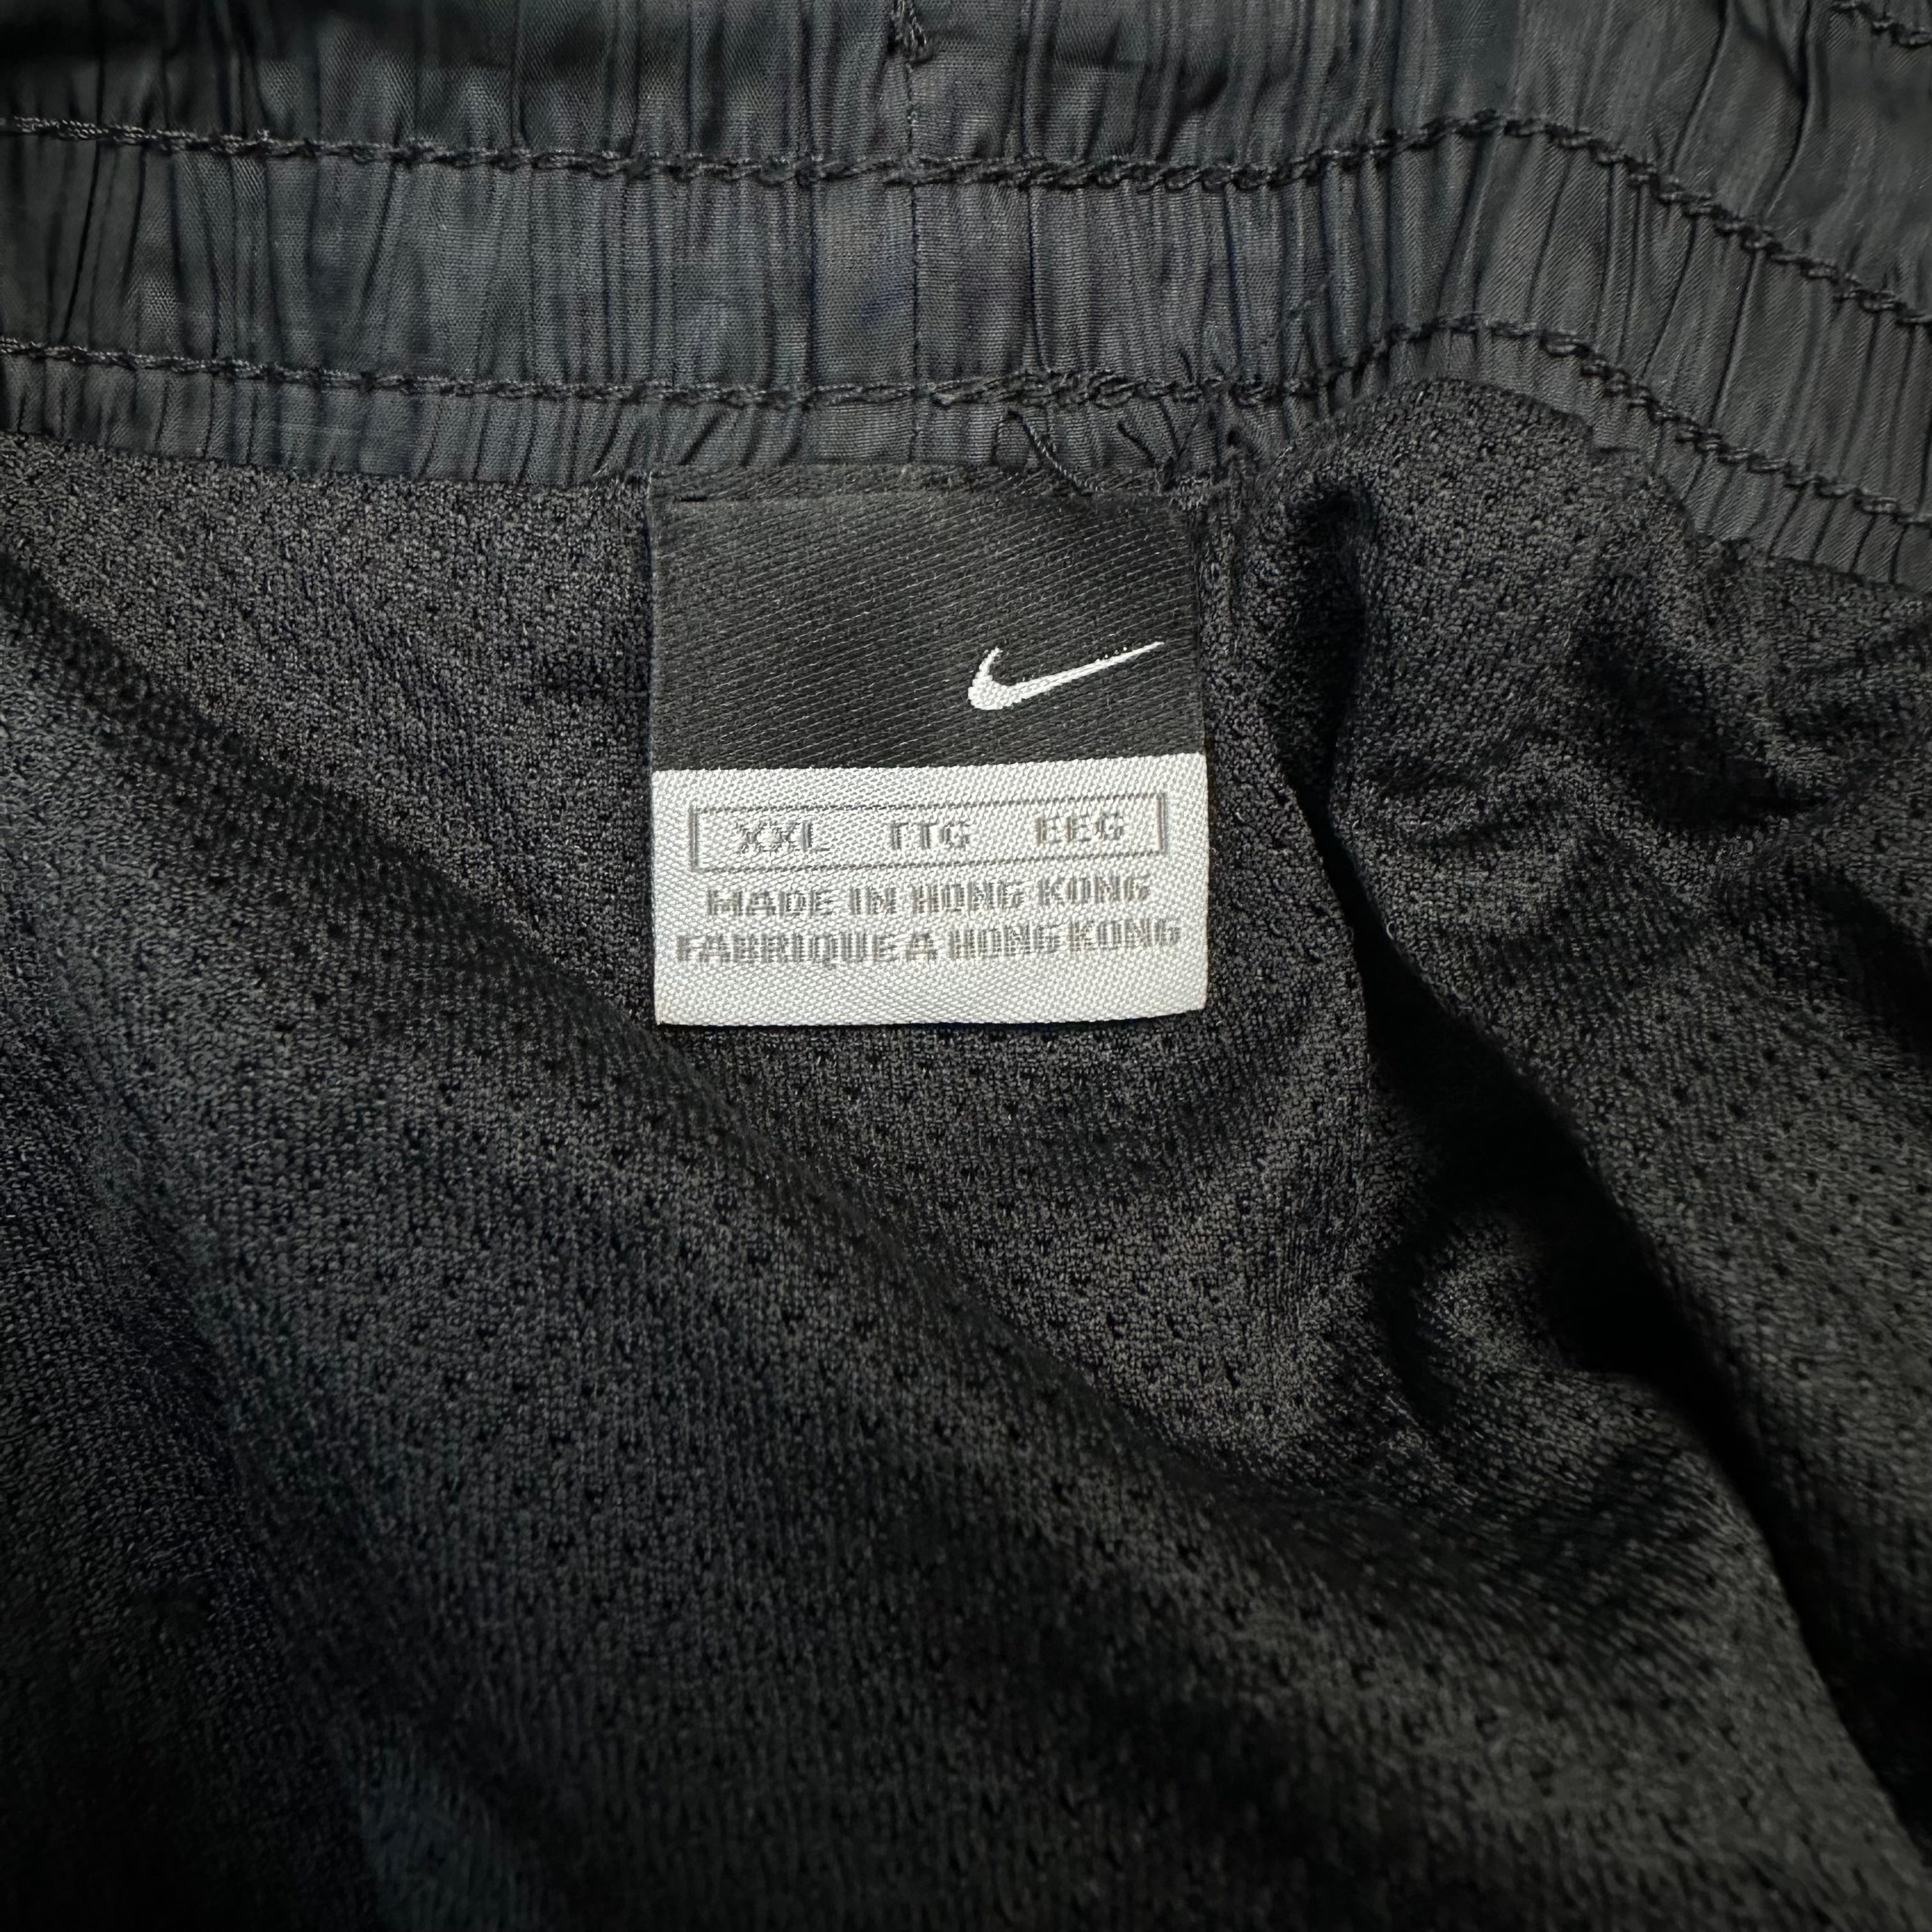 XXL TTG EEG
MADE IN HONG KONG
FABRIQUE A HONG KONG